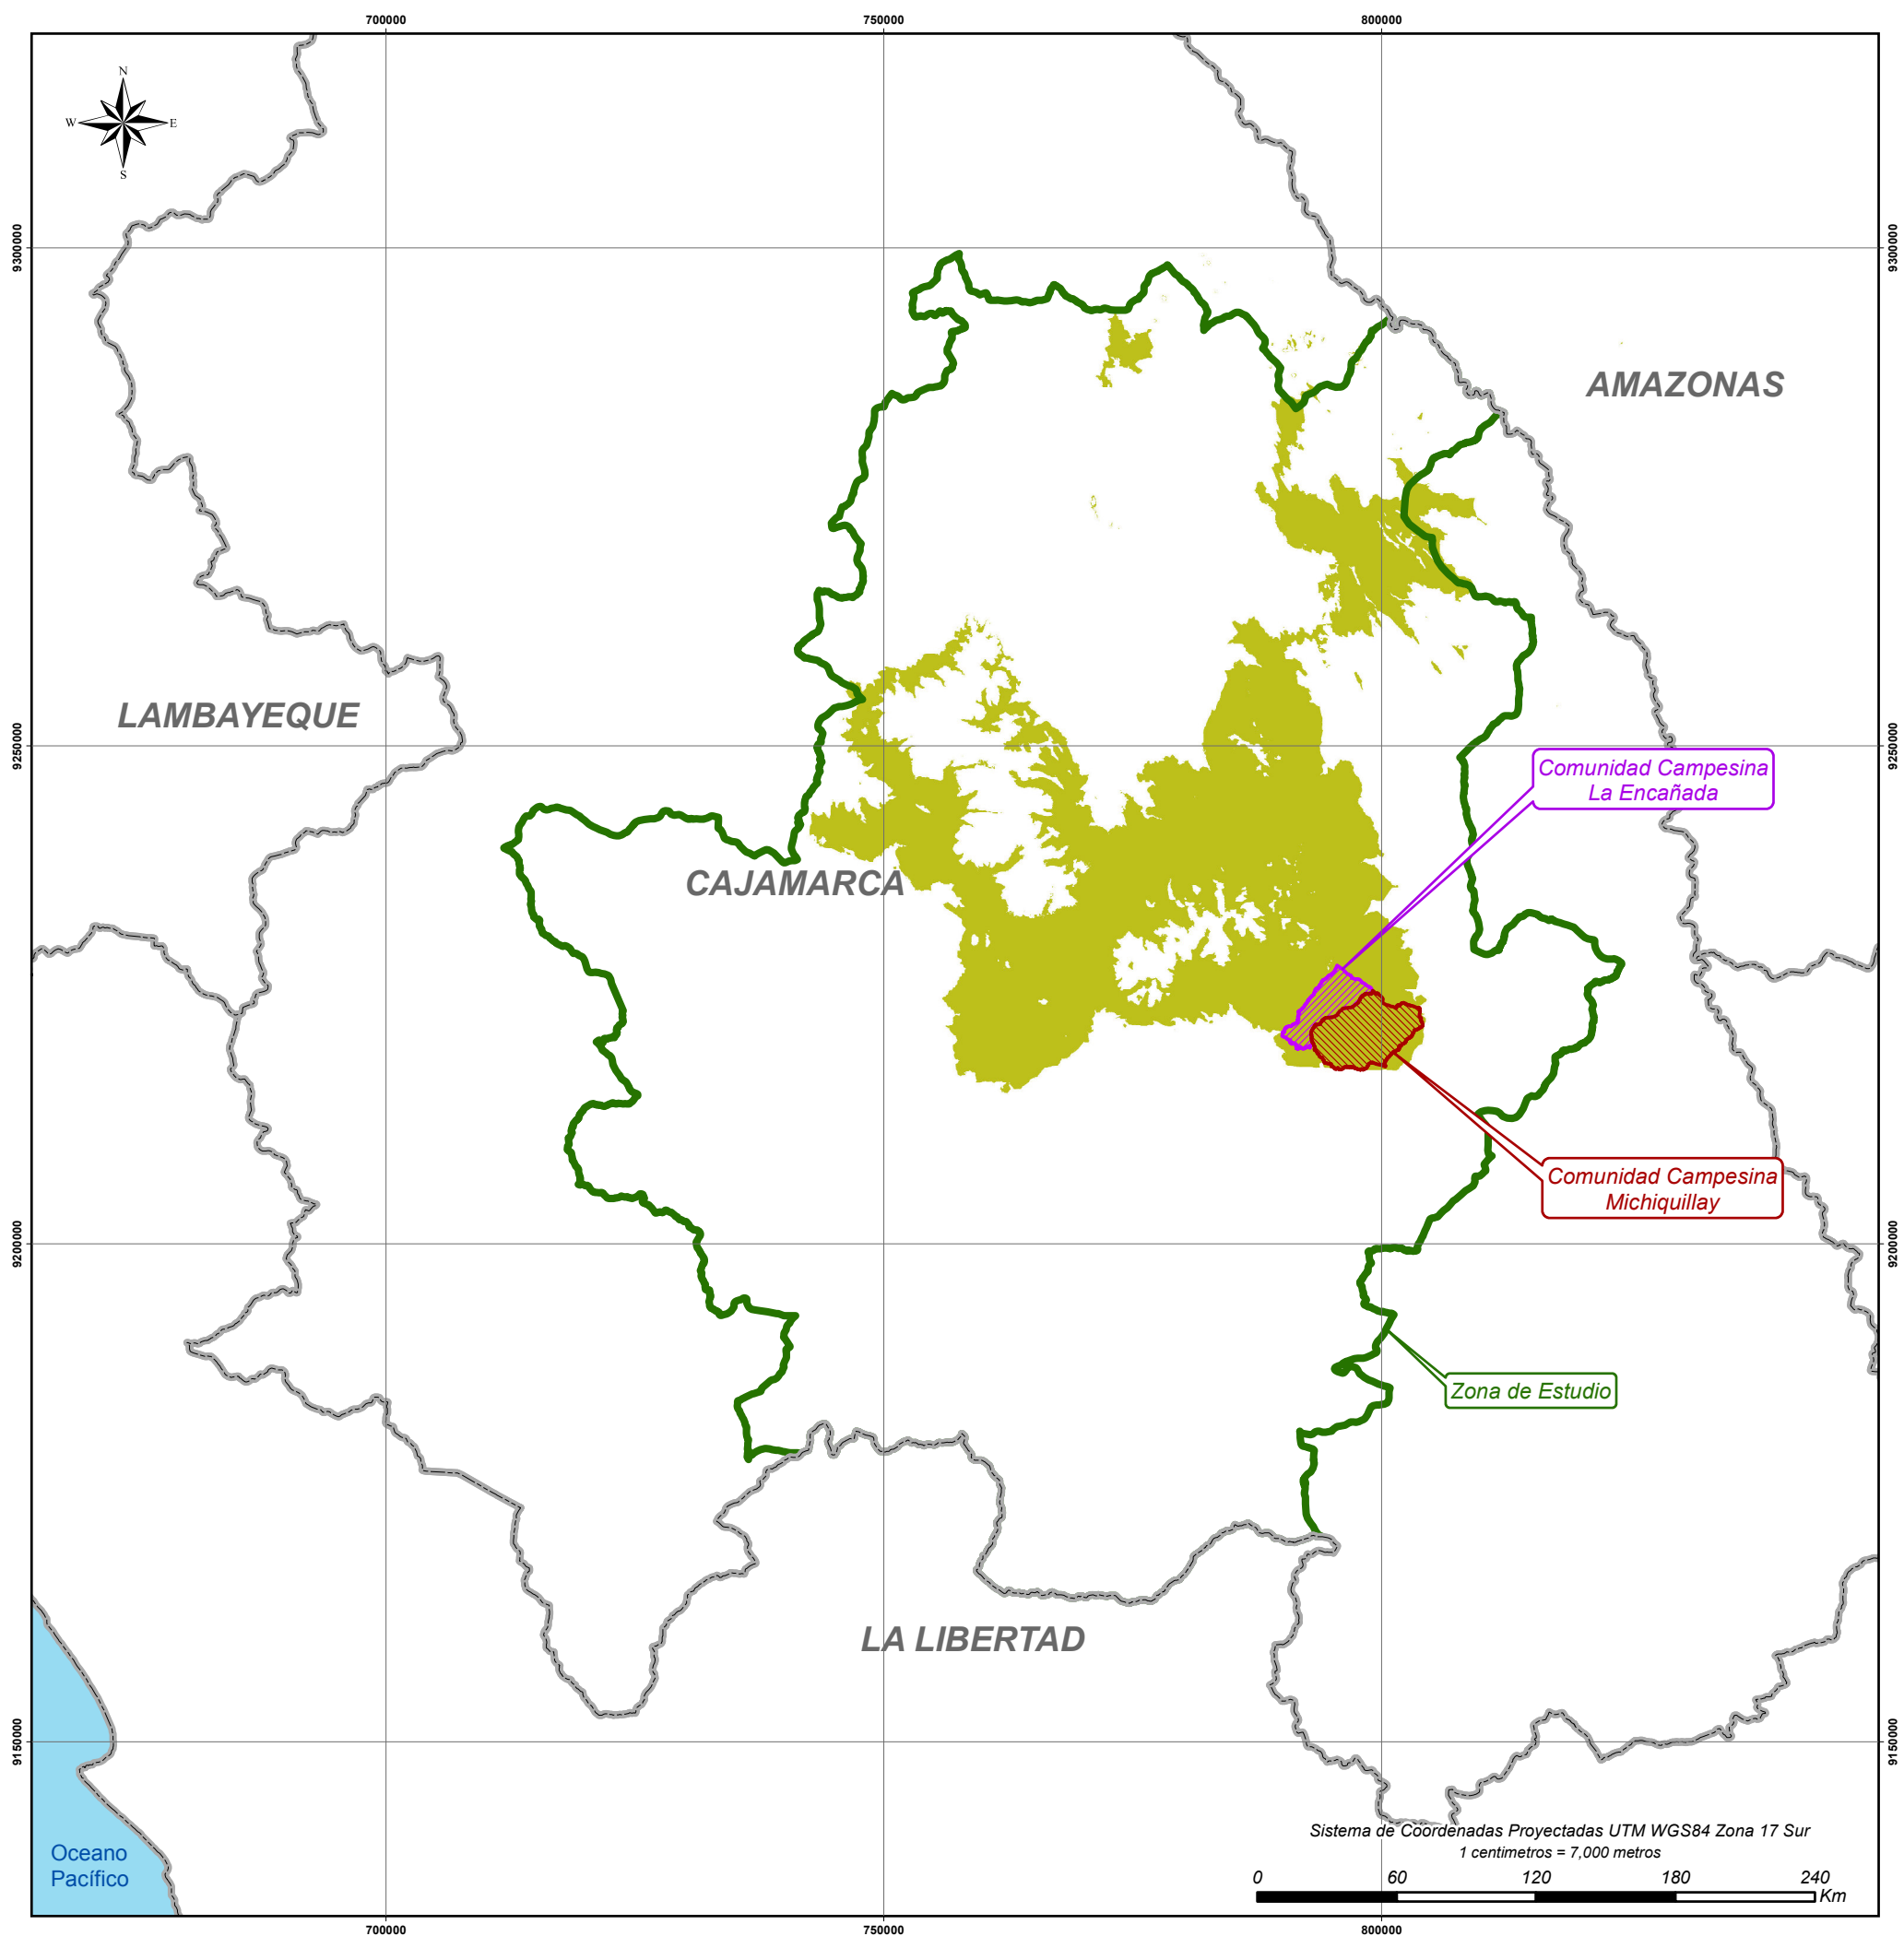 700000
750000
800000
N
W
E
S
9300000
9300000
AMAZONAS
LAMBAYEQUE
9250000
9250000
Comunidad Campesina
La Encañada
CAJAMARCA
Comunidad Campesina
Michiquillay
9200000
9200000
Zona de Estudio
LA LIBERTAD
9150000
9150000
Oceano
Pacífico
Sistema de Coordenadas Proyectadas UTM WGS84 Zona 17 Sur
1 centimetros = 7,000 metros
0 60 120 180 240
Km
700000
750000
800000